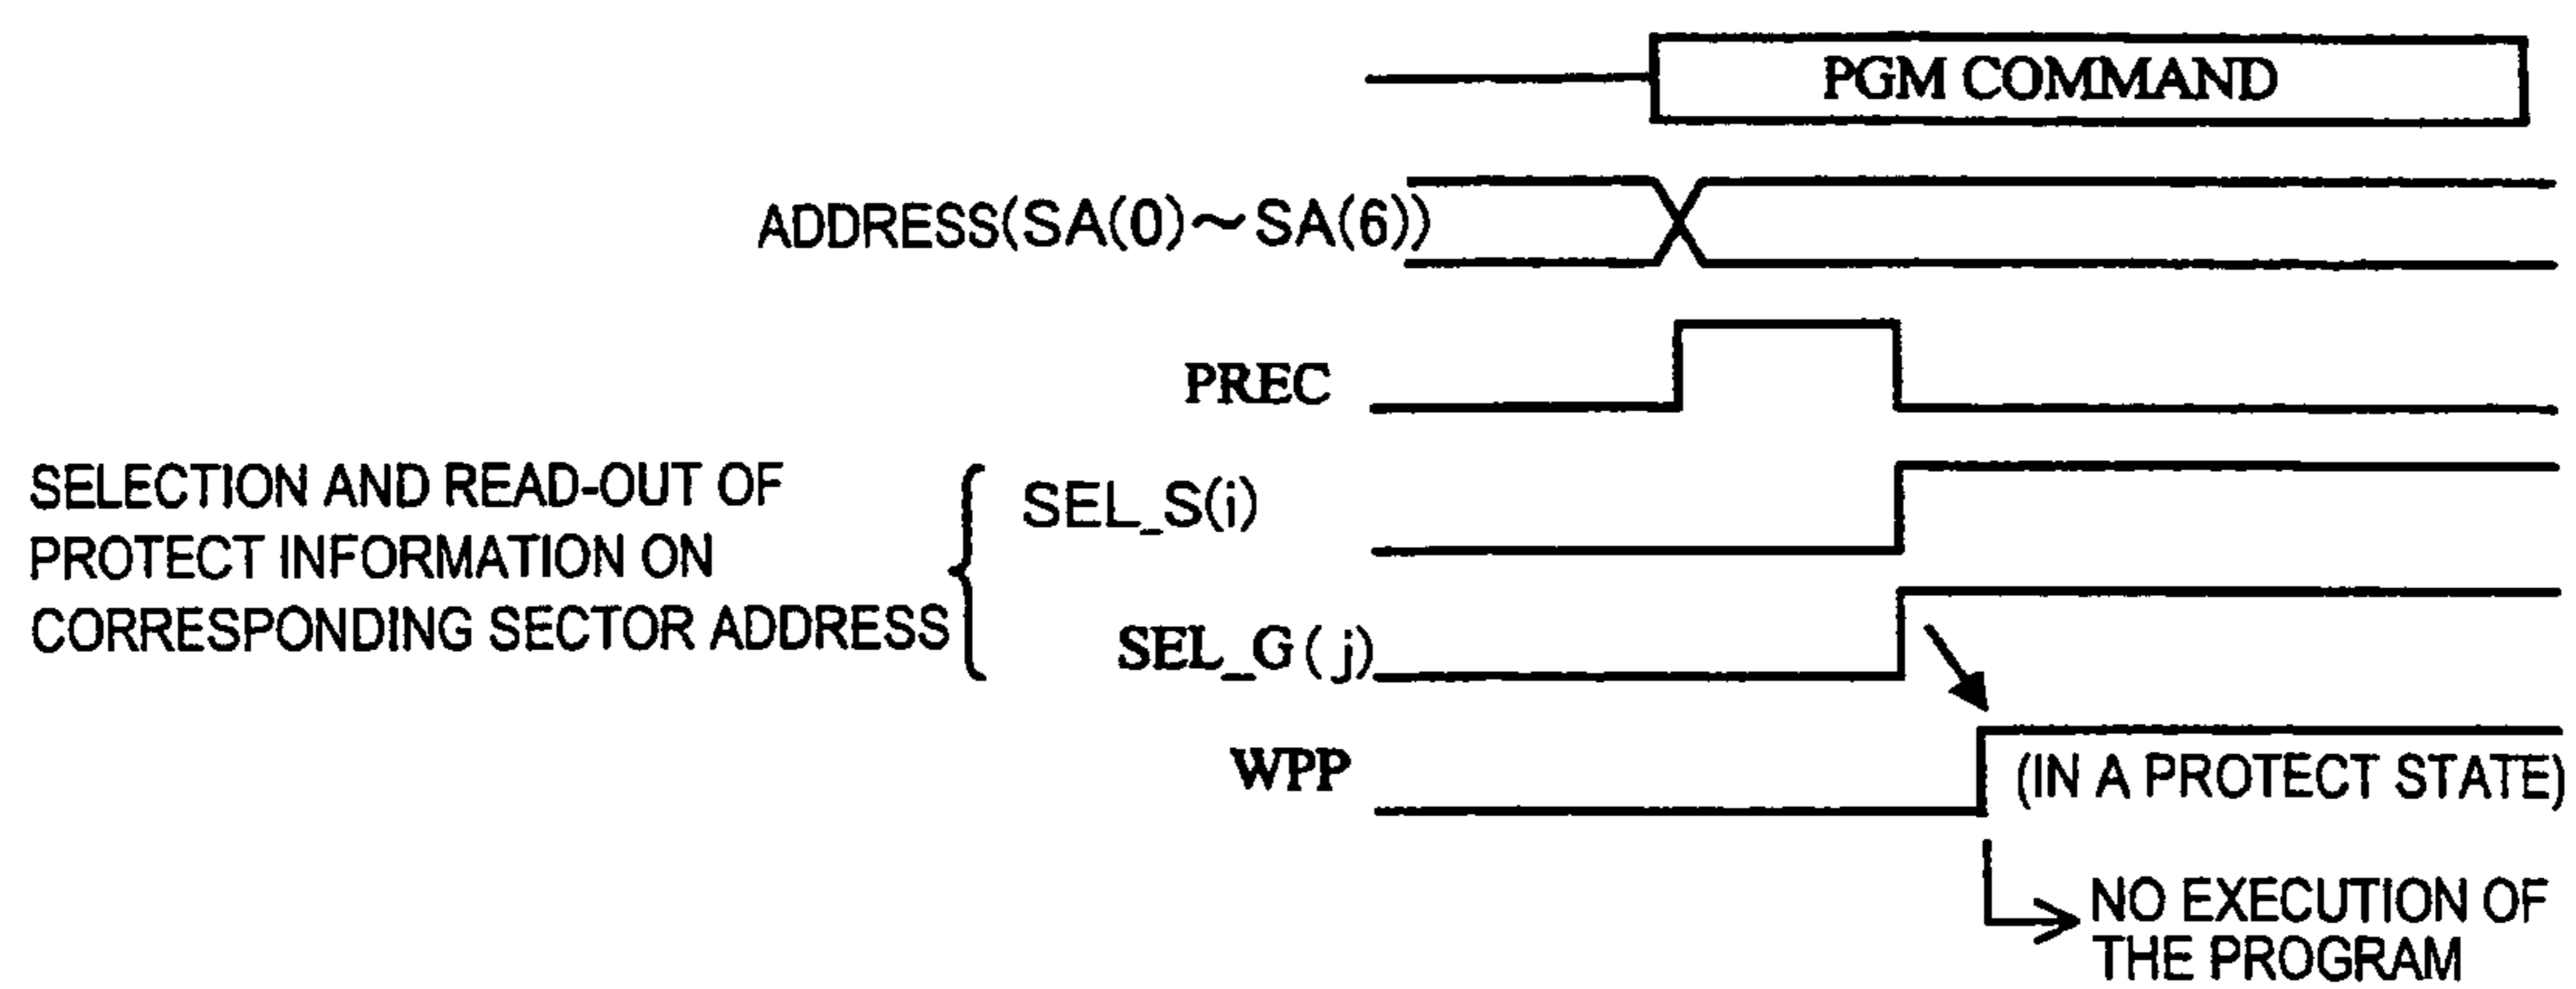 PGM COMMAND
ADDRESS(SA(0)～SA(6))
PREC
SELECTION AND READ-OUT OF
PROTECT INFORMATION ON
CORRESPONDING SECTOR ADDRESS
SEL_S(i)
SEL_G(j)
WPP
(IN A PROTECT STATE)
NO EXECUTION OF
THE PROGRAM